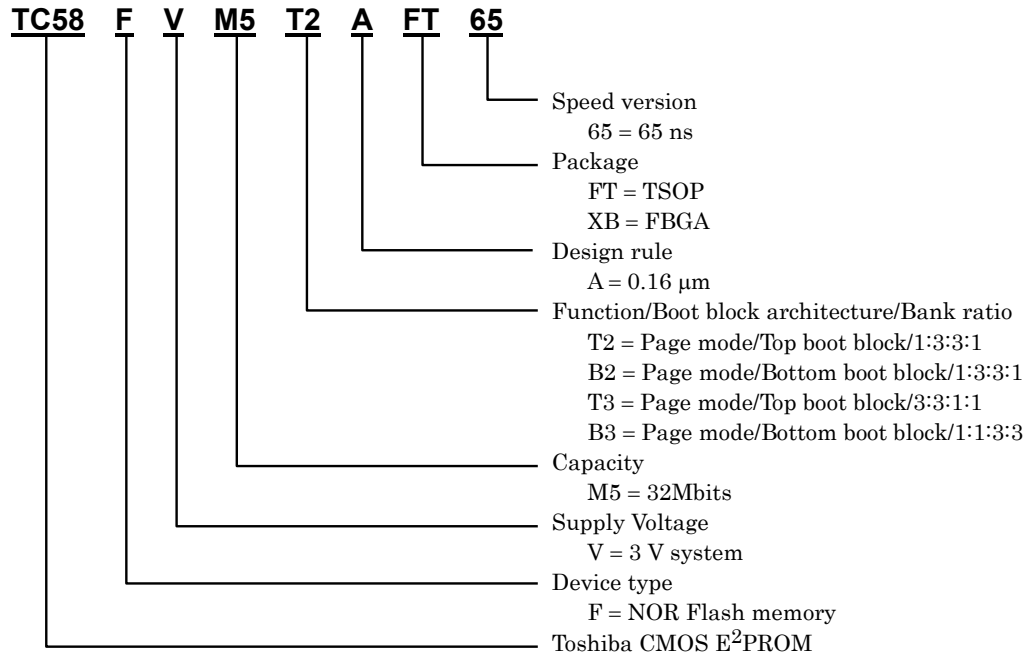 TC58 F V M5 T2 A FT 65
Speed version
65 = 65 ns
Package
FT = TSOP
XB = FBGA
Design rule
A = 0.16 μm
Function/Boot block architecture/Bank ratio
T2 = Page mode/Top boot block/1:3:3:1
B2 = Page mode/Bottom boot block/1:3:3:1
T3 = Page mode/Top boot block/3:3:1:1
B3 = Page mode/Bottom boot block/1:1:3:3
Capacity
M5 = 32Mbits
Supply Voltage
V = 3 V system
Device type
F = NOR Flash memory
Toshiba CMOS E²PROM